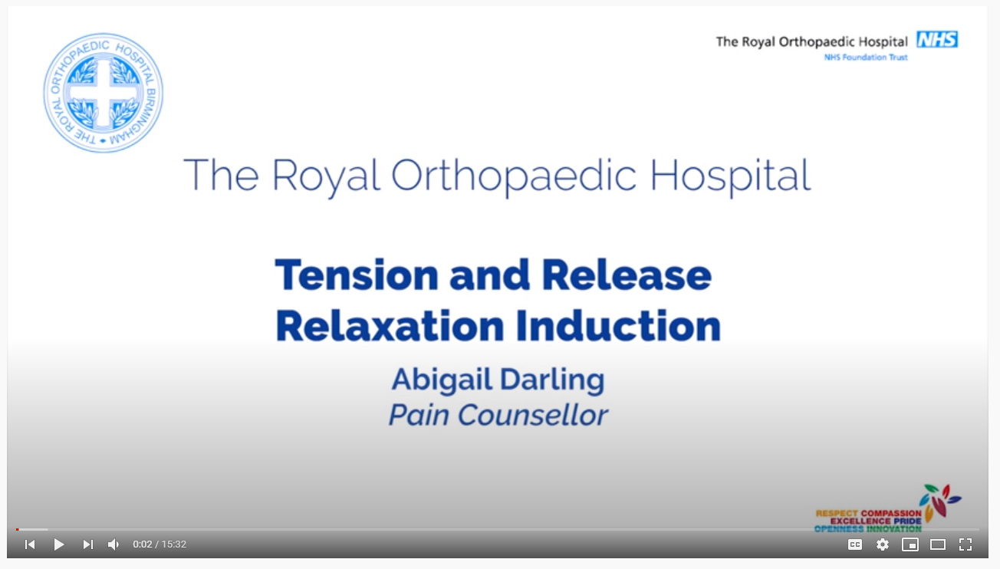 THE ROYAL ORTHOPAEDIC HOSPITAL BIRMINGHAM
The Royal Orthopaedic Hospital NHS
NHS Foundation Trust
The Royal Orthopaedic Hospital
Tension and Release
Relaxation Induction
Abigail Darling
Pain Counsellor
RESPECT COMPASSION
EXCELLENCE PRIDE
OPENNESS INNOVATION
0:02 / 15:32
CC